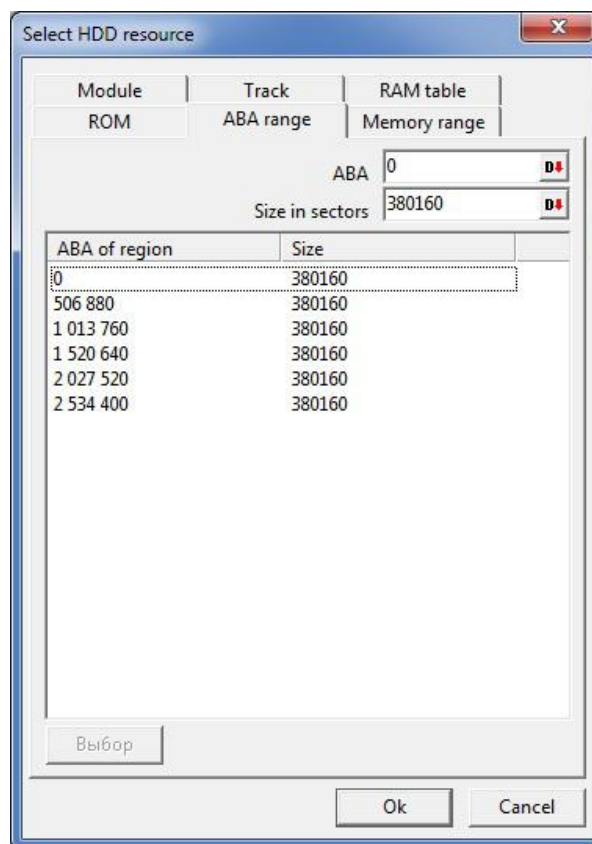 Select HDD resource
Module Track RAM table
ROM ABA range Memory range
ABA 0 D
Size in sectors 380160 D
ABA of region Size
0 380160
506 880 380160
1 013 760 380160
1 520 640 380160
2 027 520 380160
2 534 400 380160
Выбор
Ok Cancel